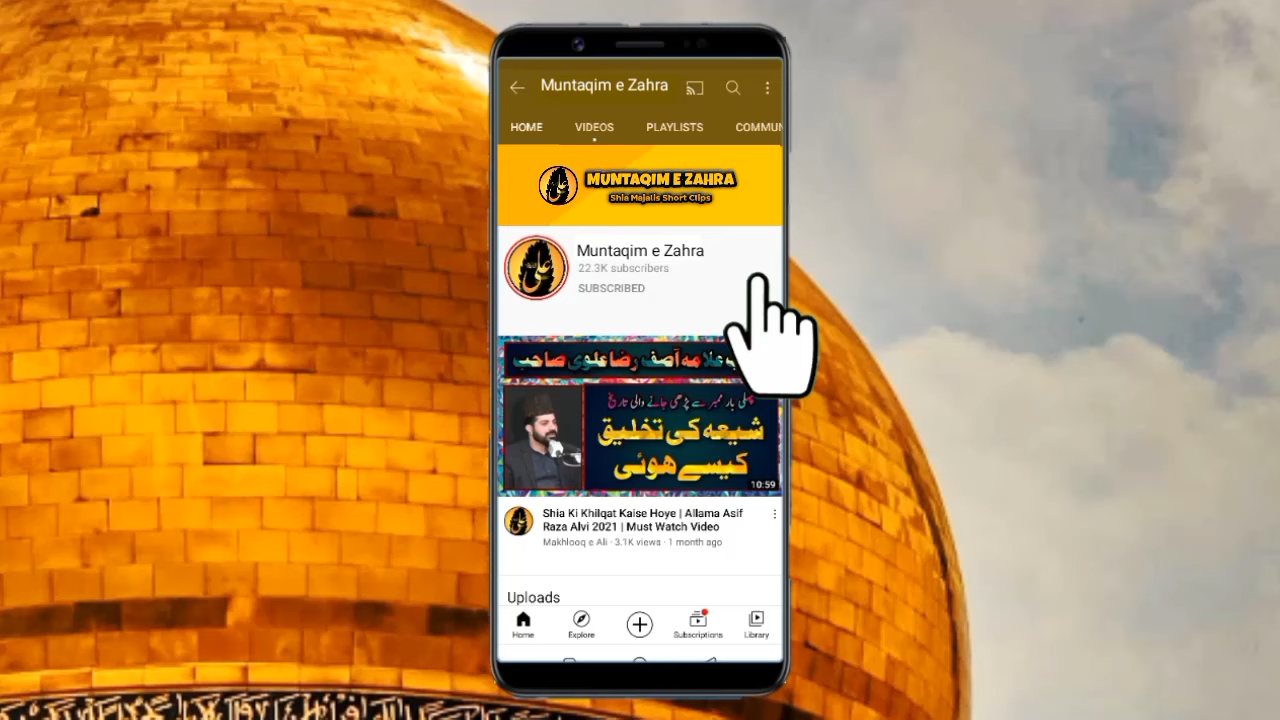 Muntaqim e Zahra
HOME VIDEOS PLAYLISTS COMMUN
MUNTAQIM E ZAHRA
Shia Majalis Short Clips
Muntaqim e Zahra
22.3K subscribers
SUBSCRIBED
علامہ آصف رضا علوی صاحب
پہلی بار ممبر سے پڑھی جانے والی تاریخ
شیعہ کی تخلیق
کیسے ھوئی
10:59
Shia Ki Khilqat Kaise Hoye | Allama Asif
Raza Alvi 2021 | Must Watch Video
Makhlooq e Ali · 3.1K views · 1 month ago
Uploads
Home Explore Subscriptions Library